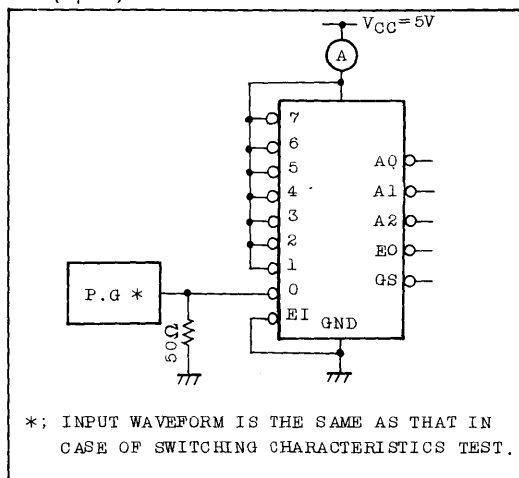 VCC=5V
A
7
6
5
4
3
2
1
0
EI
A0
A1
A2
EO
GS
GND
P.G *
50Ω
*; INPUT WAVEFORM IS THE SAME AS THAT IN
CASE OF SWITCHING CHARACTERISTICS TEST.